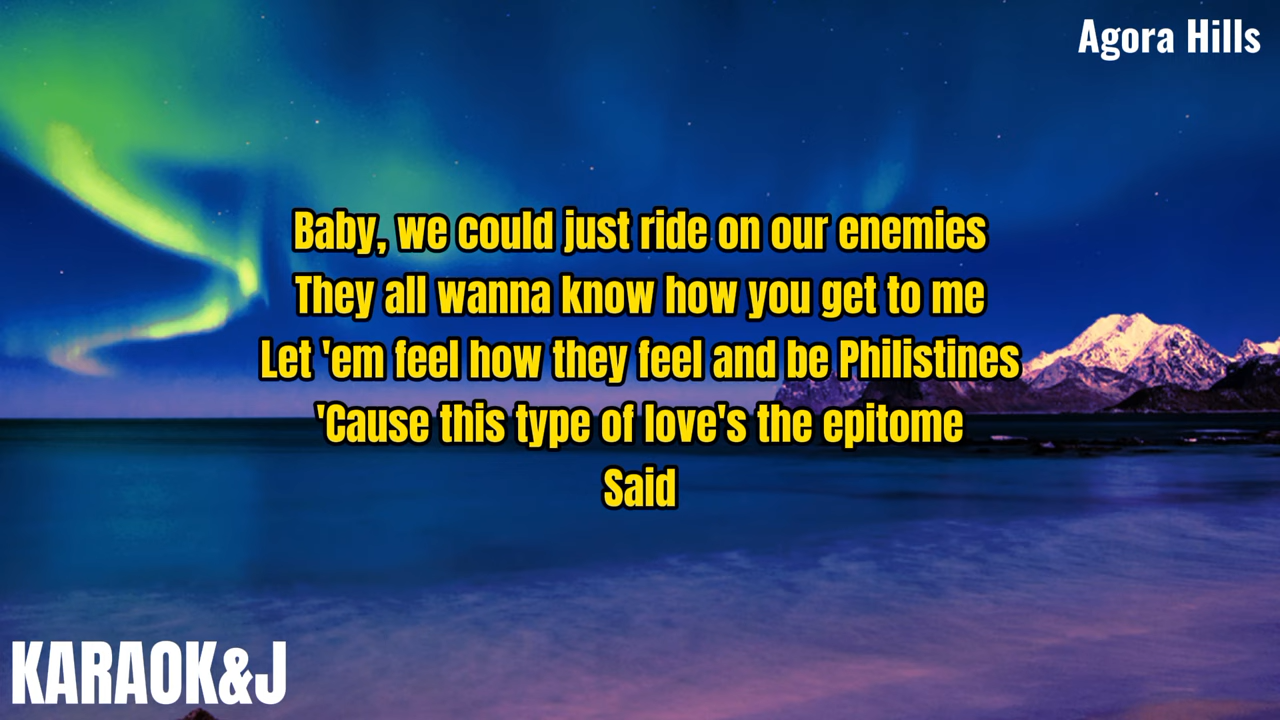 Agora Hills
Baby, we could just ride on our enemies
They all wanna know how you get to me
Let 'em feel how they feel and be Philistines
'Cause this type of love's the epitome
Said
KARAOK&J